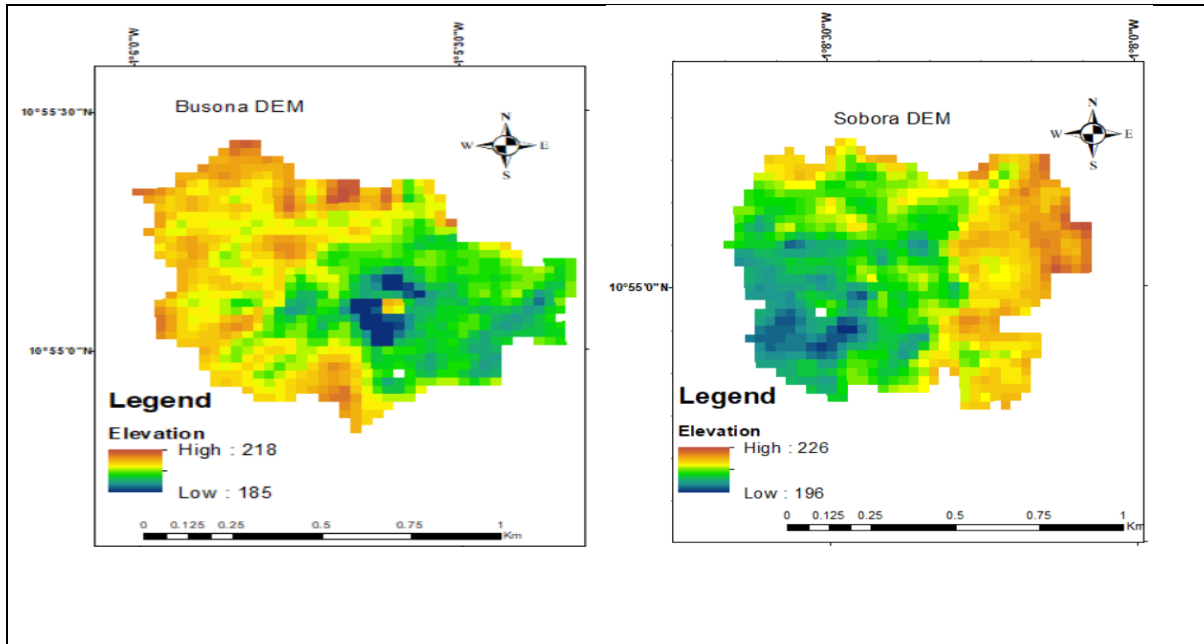 1°6'0"W
1°5'30"W
10°55'30"N
Busona DEM
N
W
E
S
10°55'0"N
Legend
Elevation
High : 218
Low : 185
0 0.125 0.25 0.5 0.75 1
Km
1°8'30"W
1°8'0"W
Sobora DEM
N
W
E
S
10°55'0"N
Legend
Elevation
High : 226
Low : 196
0 0.125 0.25 0.5 0.75 1
Km